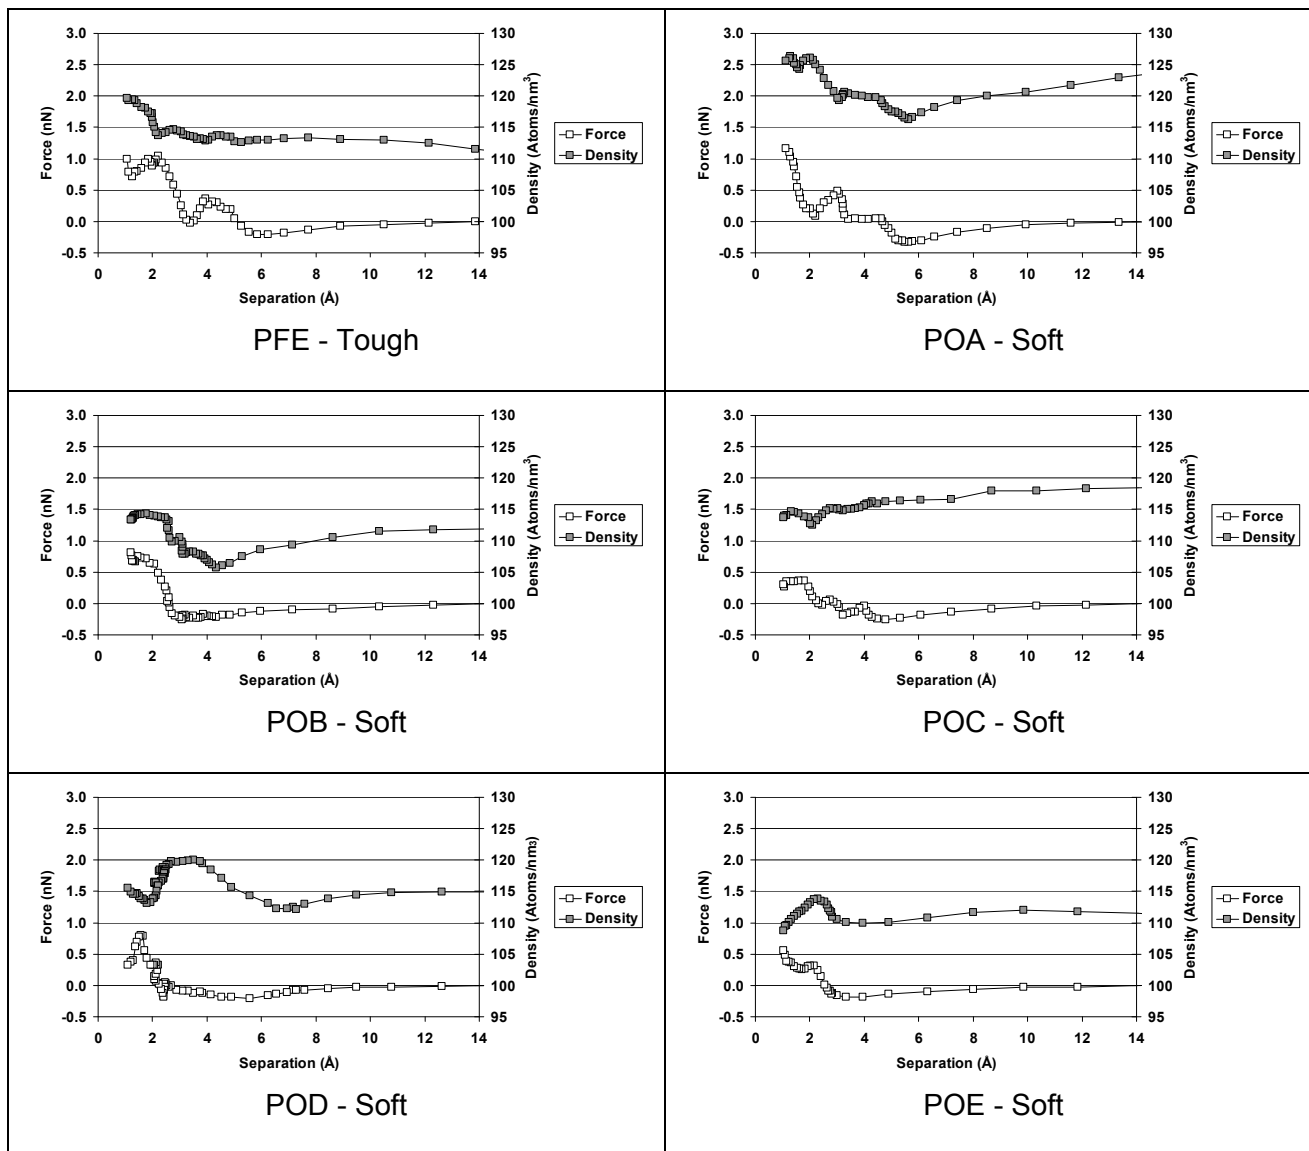 3.0
2.5
2.0
1.5
1.0
0.5
0.0
-0.5
Force (nN)
130
125
120
115
110
105
100
95
Density (Atoms/nm³)
0 2 4 6 8 10 12 14
Separation (Å)
Force
Density
PFE - Tough
3.0
2.5
2.0
1.5
1.0
0.5
0.0
-0.5
Force (nN)
130
125
120
115
110
105
100
95
Density (Atoms/nm³)
0 2 4 6 8 10 12 14
Separation (Å)
Force
Density
POA - Soft
3.0
2.5
2.0
1.5
1.0
0.5
0.0
-0.5
Force (nN)
130
125
120
115
110
105
100
95
Density (Atoms/nm³)
0 2 4 6 8 10 12 14
Separation (Å)
Force
Density
POB - Soft
3.0
2.5
2.0
1.5
1.0
0.5
0.0
-0.5
Force (nN)
130
125
120
115
110
105
100
95
Density (Atoms/nm³)
0 2 4 6 8 10 12 14
Separation (Å)
Force
Density
POC - Soft
3.0
2.5
2.0
1.5
1.0
0.5
0.0
-0.5
Force (nN)
130
125
120
115
110
105
100
95
Density (Atoms/nm3)
0 2 4 6 8 10 12 14
Separation (Å)
Force
Density
POD - Soft
3.0
2.5
2.0
1.5
1.0
0.5
0.0
-0.5
Force (nN)
130
125
120
115
110
105
100
95
Density (Atoms/nm³)
0 2 4 6 8 10 12 14
Separation (Å)
Force
Density
POE - Soft